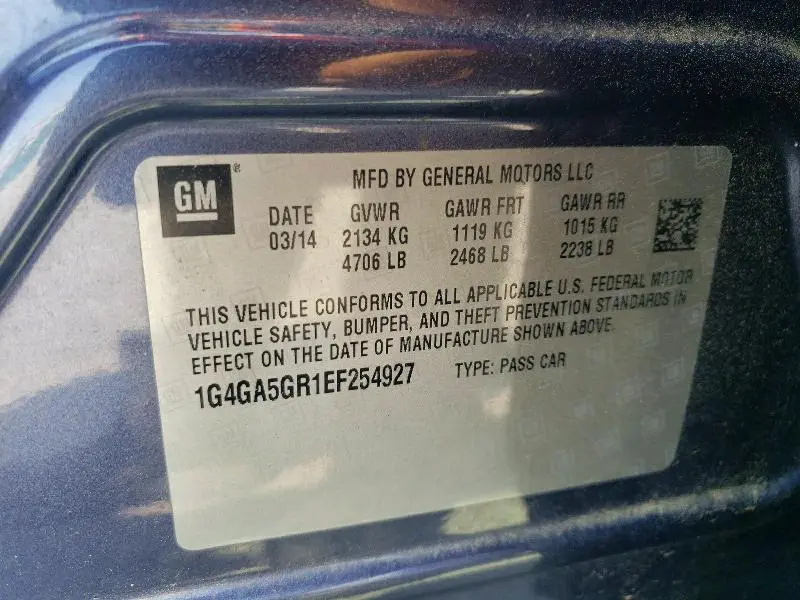 GM ®
MFD BY GENERAL MOTORS LLC
DATE GVWR GAWR FRT GAWR RR
03/14 2134 KG 1119 KG 1015 KG
4706 LB 2468 LB 2238 LB
THIS VEHICLE CONFORMS TO ALL APPLICABLE U.S. FEDERAL MOTOR
VEHICLE SAFETY, BUMPER, AND THEFT PREVENTION STANDARDS IN
EFFECT ON THE DATE OF MANUFACTURE SHOWN ABOVE.
1G4GA5GR1EF254927 TYPE: PASS CAR